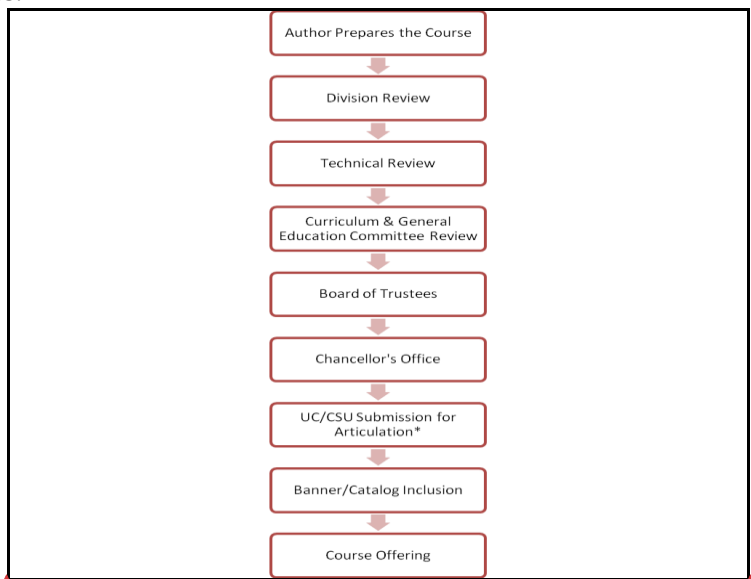 Author Prepares the Course
Division Review
Technical Review
Curriculum & General
Education Committee Review
Board of Trustees
Chancellor's Office
UC/CSU Submission for
Articulation*
Banner/Catalog Inclusion
Course Offering